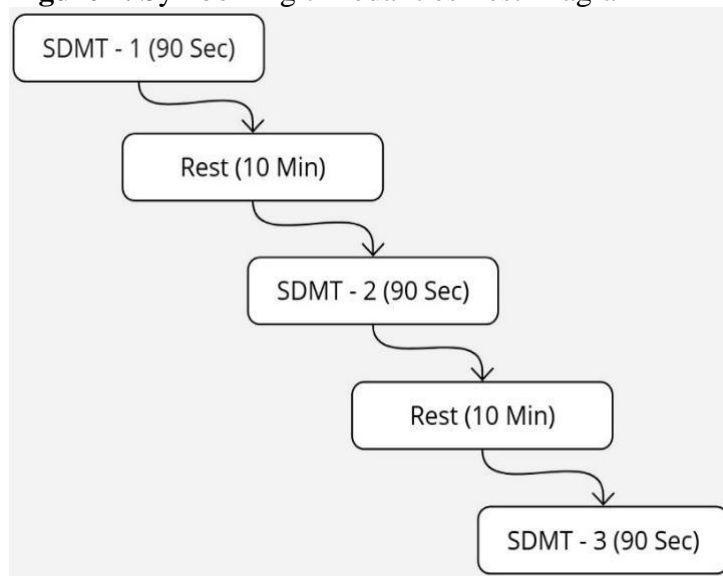 SDMT - 1 (90 Sec)
Rest (10 Min)
SDMT - 2 (90 Sec)
Rest (10 Min)
SDMT - 3 (90 Sec)